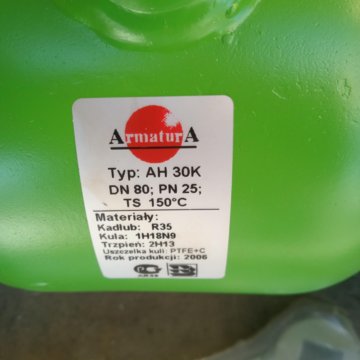 ArmaturA
Typ: AH 30K
DN 80; PN 25;
TS 150°C
Materiały:
Kadłub: R35
Kula: 1H18N9
Trzpień: 2H13
Uszczelka kuli: PTFE+C
Rok produkcji: 2006